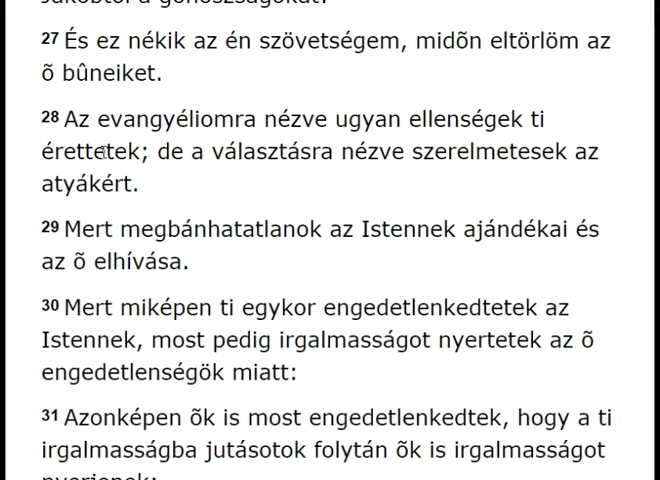 27 És ez nékik az én szövetségem, midõn eltörlöm az
õ bûneiket.
28 Az evangyéliomra nézve ugyan ellenségek ti
érettetek; de a választásra nézve szerelmetesek az
atyákért.
29 Mert megbánhatatlanok az Istennek ajándékai és
az õ elhívása.
30 Mert miképen ti egykor engedetlenkedtetek az
Istennek, most pedig irgalmasságot nyertetek az õ
engedetlenségök miatt:
31 Azonképen õk is most engedetlenkedtek, hogy a ti
irgalmasságba jutásotok folytán õk is irgalmasságot